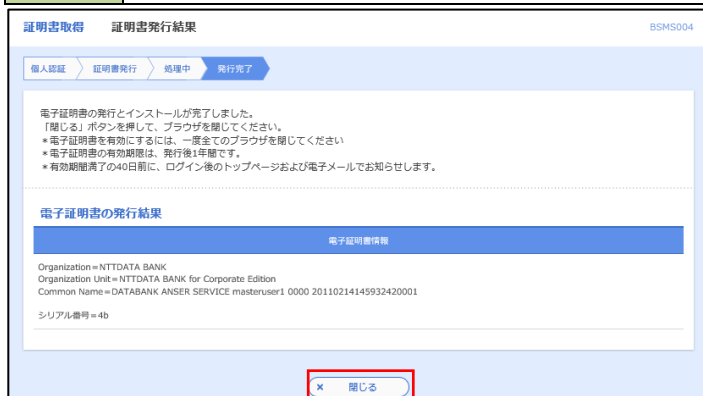 証明書取得 証明書発行結果 BSMS004
個人認証 証明書発行 処理中 発行完了
電子証明書の発行とインストールが完了しました。
「閉じる」ボタンを押して、ブラウザを閉じてください。
＊電子証明書を有効にするには、一度全てのブラウザを閉じてください
＊電子証明書の有効期限は、発行後1年間です。
＊有効期間満了の40日前に、ログイン後のトップページおよび電子メールでお知らせします。
電子証明書の発行結果
電子証明書情報
Organization=NTTDATA BANK
Organization Unit=NTTDATA BANK for Corporate Edition
Common Name=DATABANK ANSER SERVICE masteruser1 0000 20110214145932420001
シリアル番号=4b
× 閉じる